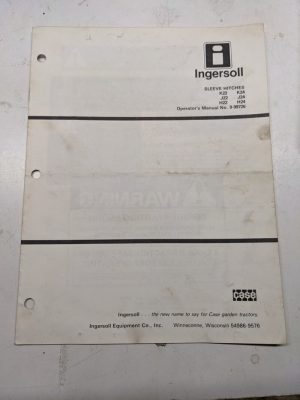 i
Ingersoll
SLEEVE HITCHES
K22 K24
J22 J24
H22 H24
Operator's Manual No. 9-99726
WARNING
CASE
Ingersoll . . . the new name to say for Case garden tractors.
Ingersoll Equipment Co., Inc. Winneconne, Wisconsin 54986-9576